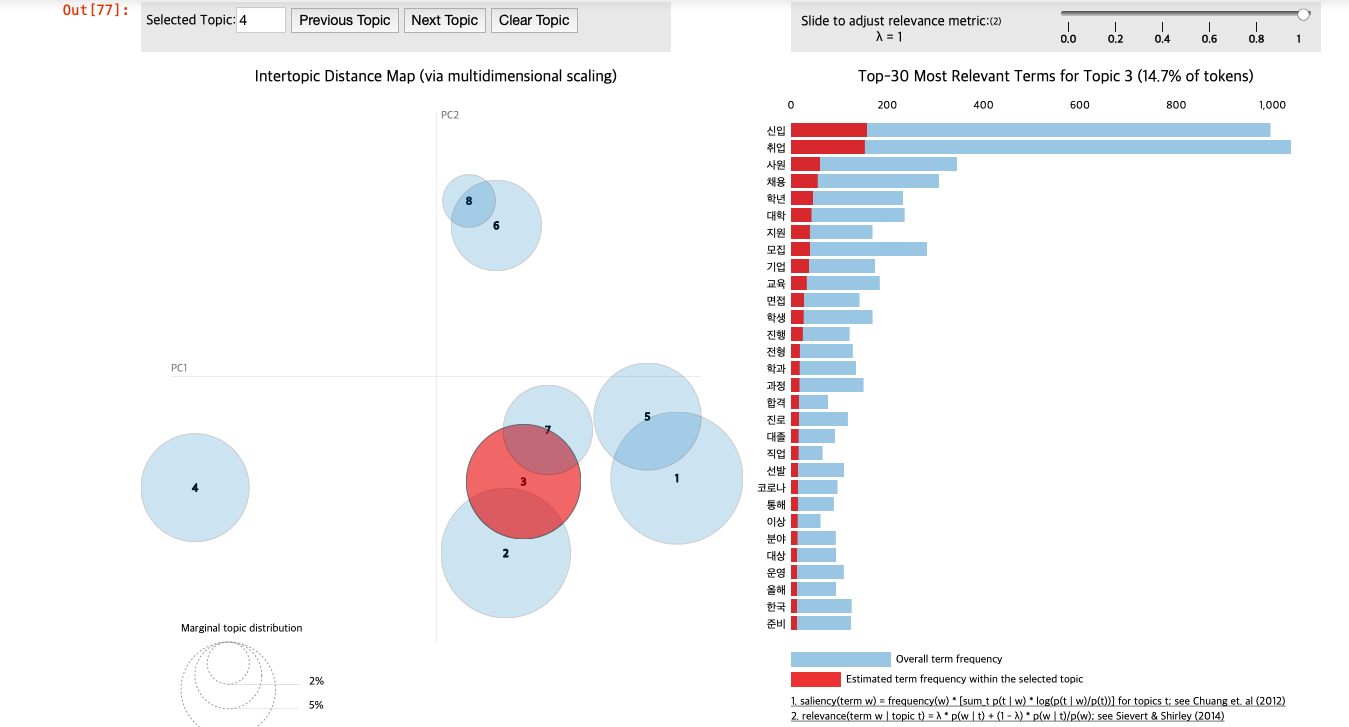 Out[77]:
Selected Topic: 4 Previous Topic Next Topic Clear Topic
Slide to adjust relevance metric:(2)
λ = 1
0.0 0.2 0.4 0.6 0.8 1
Intertopic Distance Map (via multidimensional scaling)
PC2
PC1
8
6
7
5
4
3
1
2
Marginal topic distribution
2%
5%
Top-30 Most Relevant Terms for Topic 3 (14.7% of tokens)
0 200 400 600 800 1,000
신입
취업
사원
채용
학년
대학
지원
모집
기업
교육
면접
학생
진행
전형
학과
과정
합격
진로
대졸
직업
선발
코로나
통해
이상
분야
대상
운영
올해
한국
준비
Overall term frequency
Estimated term frequency within the selected topic
1. saliency(term w) = frequency(w) * [sum_t p(t | w) * log(p(t | w)/p(t))] for topics t; see Chuang et. al (2012)
2. relevance(term w | topic t) = λ * p(w | t) + (1 - λ) * p(w | t)/p(w); see Sievert & Shirley (2014)